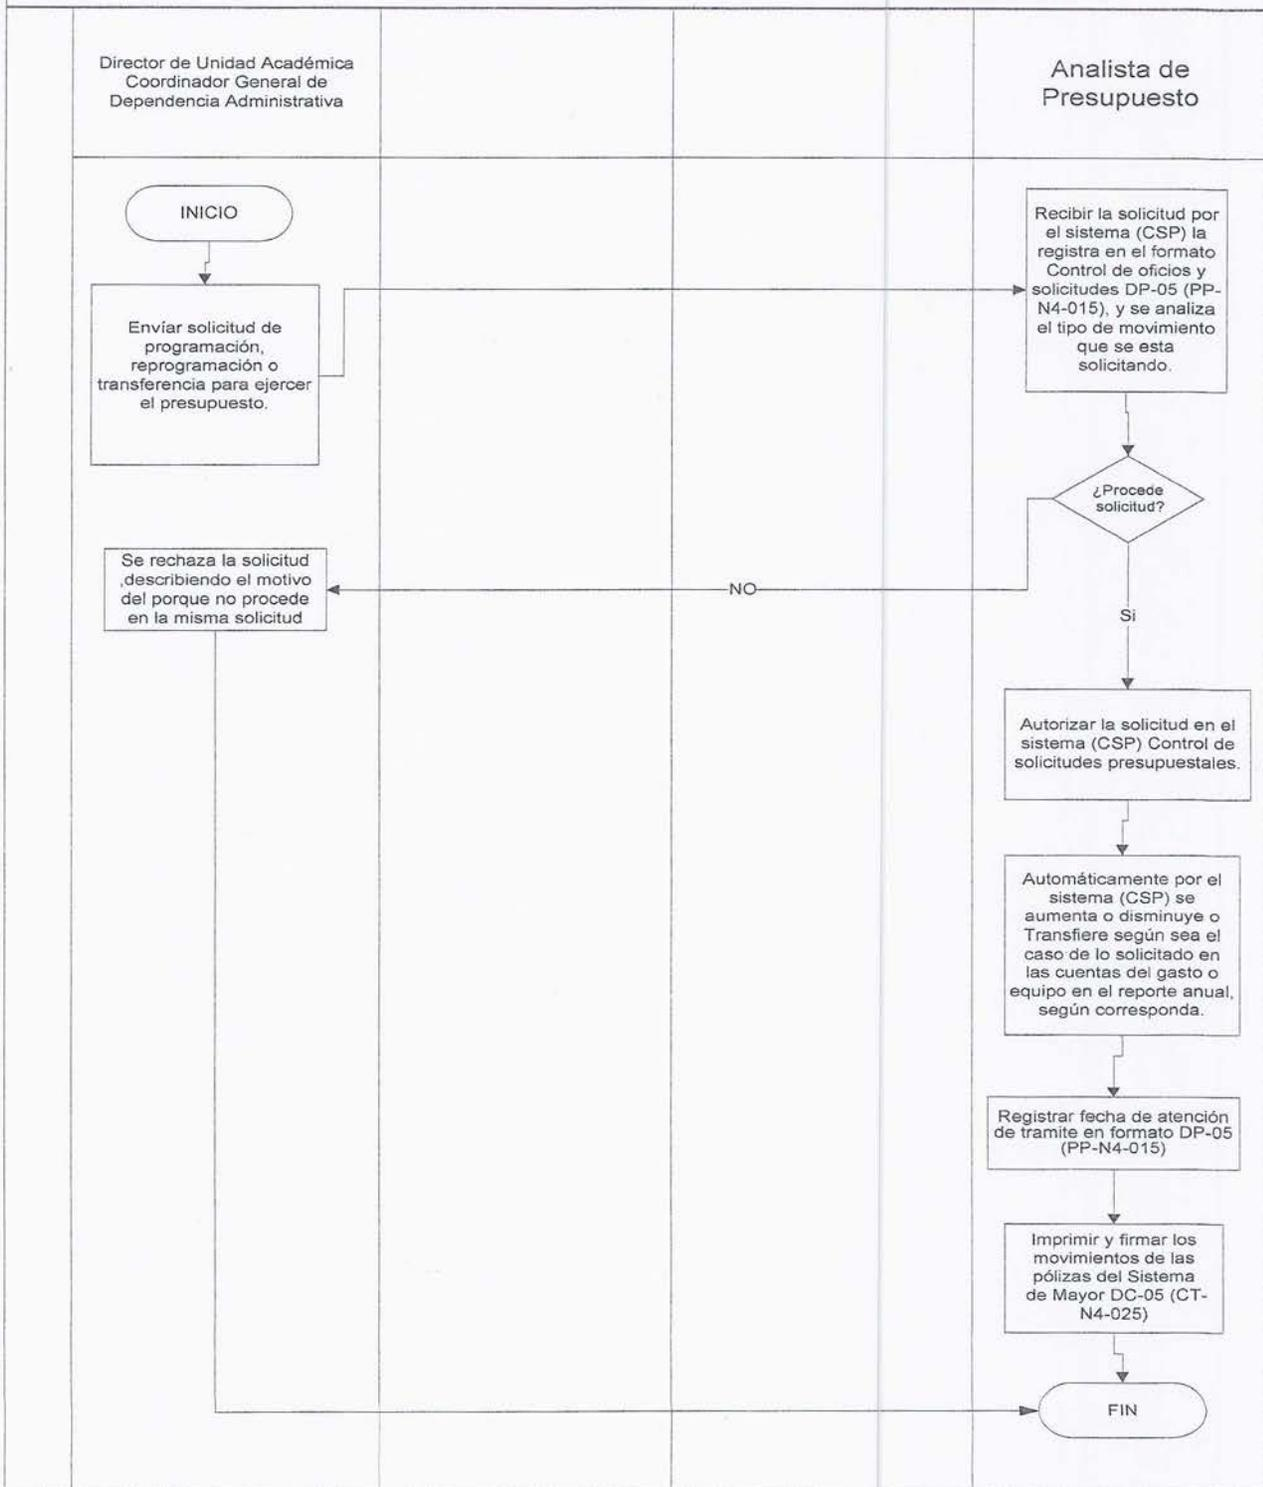 Director de Unidad Académica
Coordinador General de
Dependencia Administrativa
Analista de
Presupuesto
INICIO
Envíar solicitud de
programación,
reprogramación o
transferencia para ejercer
el presupuesto.
Recibir la solicitud por
el sistema (CSP) la
registra en el formato
Control de oficios y
solicitudes DP-05 (PP-
N4-015), y se analiza
el tipo de movimiento
que se esta
solicitando.
¿Procede
solicitud?
Se rechaza la solicitud
,describiendo el motivo
del porque no procede
en la misma solicitud
NO
Si
Autorizar la solicitud en el
sistema (CSP) Control de
solicitudes presupuestales.
Automáticamente por el
sistema (CSP) se
aumenta o disminuye o
Transfiere según sea el
caso de lo solicitado en
las cuentas del gasto o
equipo en el reporte anual,
según corresponda.
Registrar fecha de atención
de tramite en formato DP-05
(PP-N4-015)
Imprimir y firmar los
movimientos de las
pólizas del Sistema
de Mayor DC-05 (CT-
N4-025)
FIN